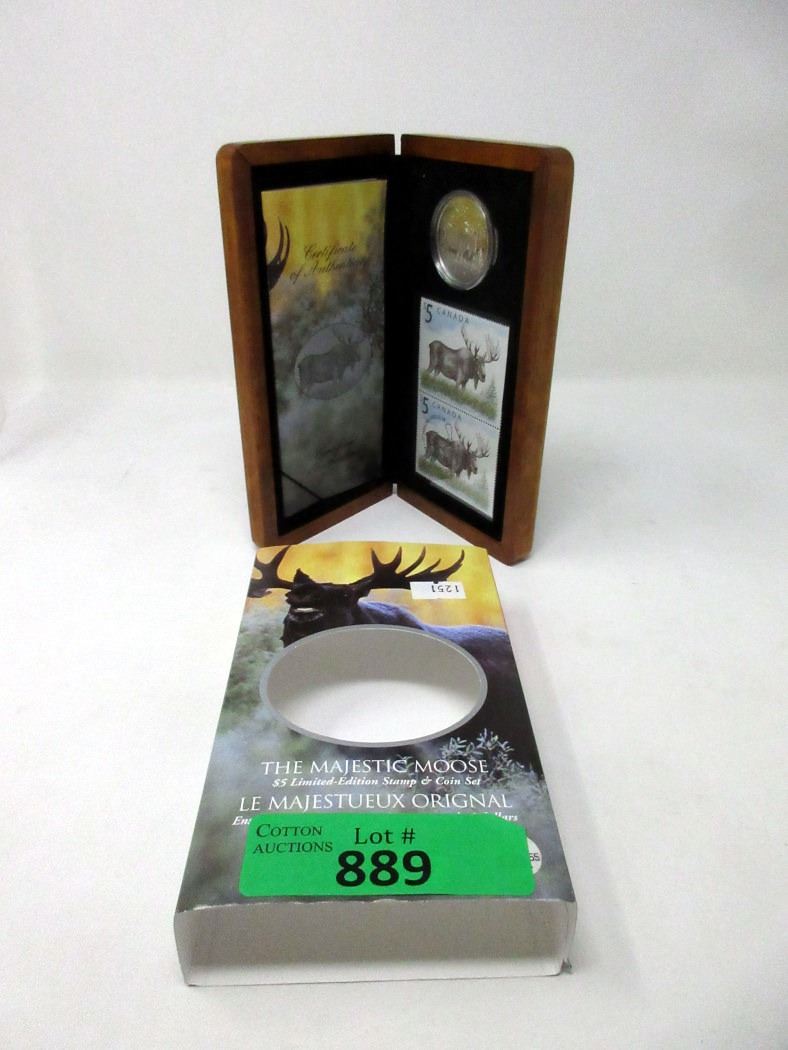 Certificate
of Authenticity
5 CANADA
5 CANADA
1251
THE MAJESTIC MOOSE
$5 Limited-Edition Stamp & Coin Set
LE MAJESTUEUX ORIGNAL
COTTON
AUCTIONS
Lot #
889